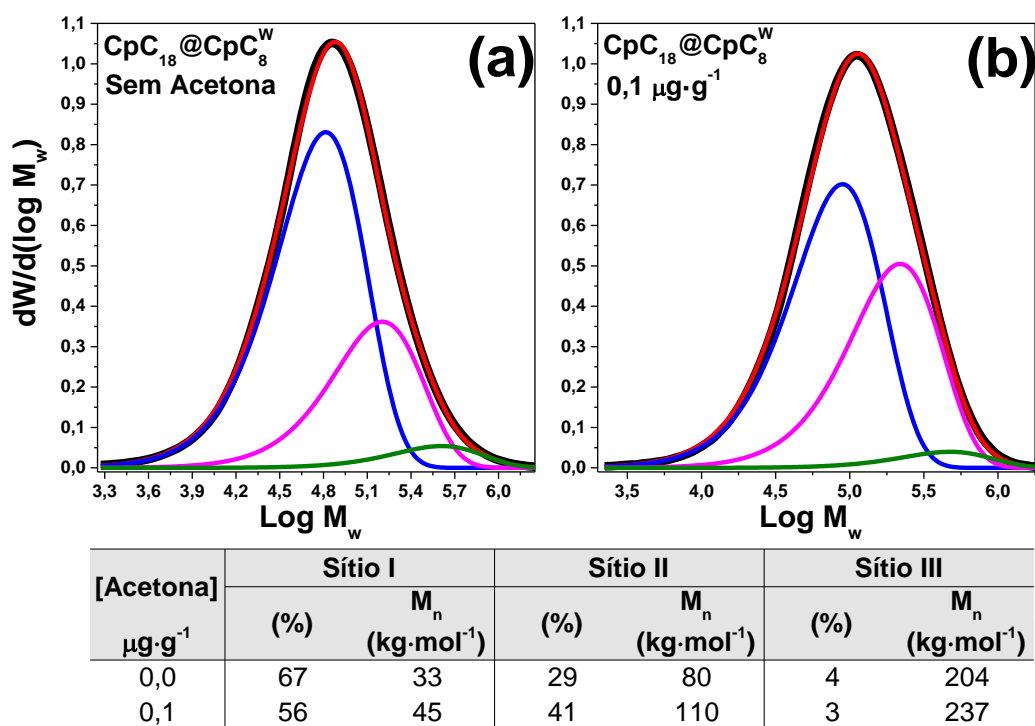 CpC₁₈@CpC₈ᵂ
Sem Acetona
(a)
1,1
1,0
0,9
0,8
0,7
0,6
0,5
0,4
0,3
0,2
0,1
0,0
dW/d(log M_w)
3,3 3,6 3,9 4,2 4,5 4,8 5,1 5,4 5,7 6,0
Log M_w
CpC₁₈@CpC₈ᵂ
0,1 µg·g⁻¹
(b)
1,1
1,0
0,9
0,8
0,7
0,6
0,5
0,4
0,3
0,2
0,1
0,0
3,5 4,0 4,5 5,0 5,5 6,0
Log M_w
[Acetona] Sítio I Sítio II Sítio III
µg·g⁻¹ (%) Mₙ (kg·mol⁻¹) (%) Mₙ (kg·mol⁻¹) (%) Mₙ (kg·mol⁻¹)
0,0 67 33 29 80 4 204
0,1 56 45 41 110 3 237